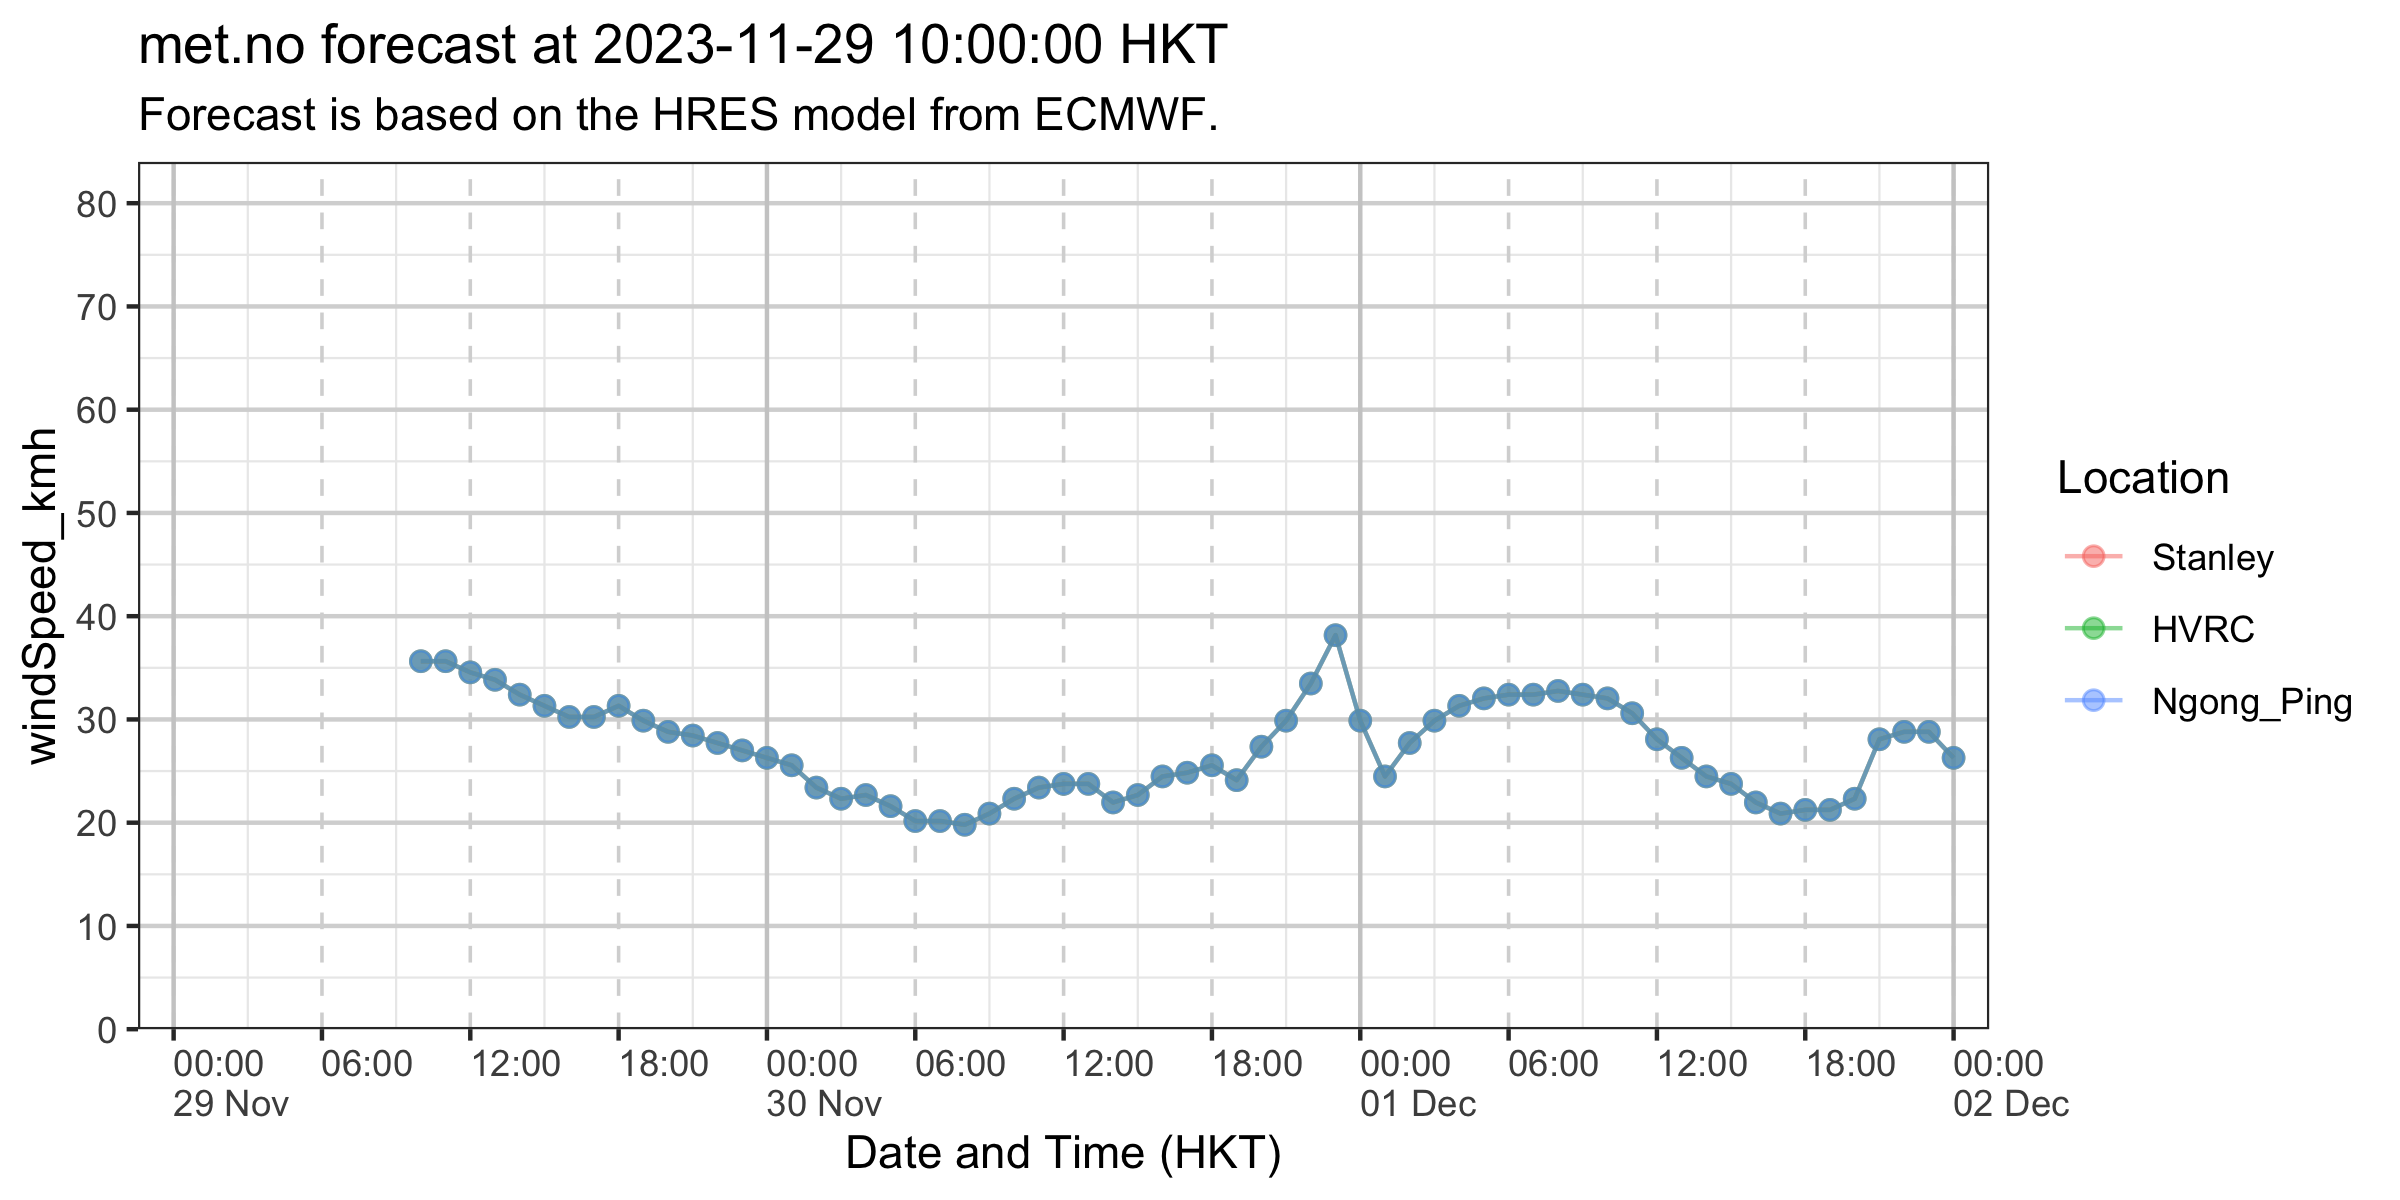 met.no forecast at 2023-11-29 10:00:00 HKT
Forecast is based on the HRES model from ECMWF.
windSpeed_kmh
80
70
60
50
40
30
20
10
0
00:00 06:00 12:00 18:00 00:00 06:00 12:00 18:00 00:00 06:00 12:00 18:00 00:00
29 Nov 30 Nov 01 Dec 02 Dec
Date and Time (HKT)
Location
Stanley
HVRC
Ngong_Ping